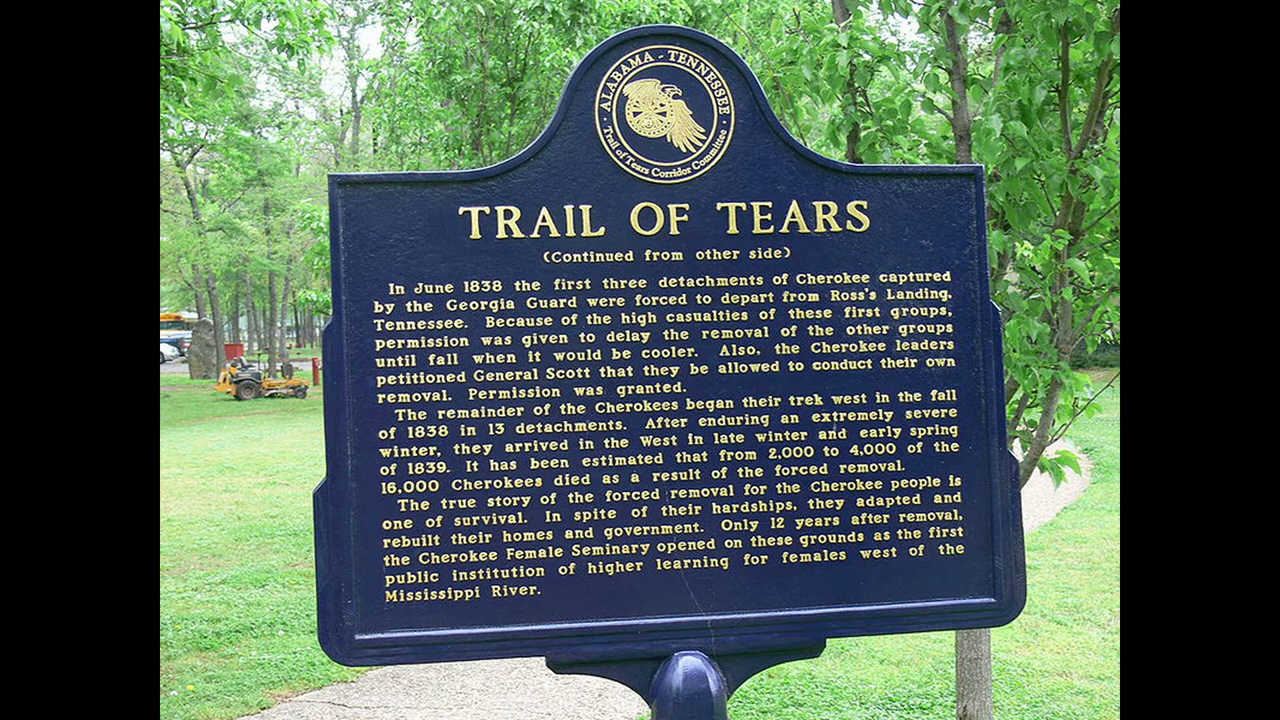 ALABAMA - TENNESSEE
Trail of Tears Corridor Committee
TRAIL OF TEARS
(Continued from other side)
In June 1838 the first three detachments of Cherokee captured
by the Georgia Guard were forced to depart from Ross's Landing,
Tennessee. Because of the high casualties of these first groups,
permission was given to delay the removal of the other groups
until fall when it would be cooler. Also, the Cherokee leaders
petitioned General Scott that they be allowed to conduct their own
removal. Permission was granted.
The remainder of the Cherokees began their trek west in the fall
of 1838 in 13 detachments. After enduring an extremely severe
winter, they arrived in the West in late winter and early spring
of 1839. It has been estimated that from 2,000 to 4,000 of the
16,000 Cherokees died as a result of the forced removal.
The true story of the forced removal for the Cherokee people is
one of survival. In spite of their hardships, they adapted and
rebuilt their homes and government. Only 12 years after removal,
the Cherokee Female Seminary opened on these grounds as the first
public institution of higher learning for females west of the
Mississippi River.